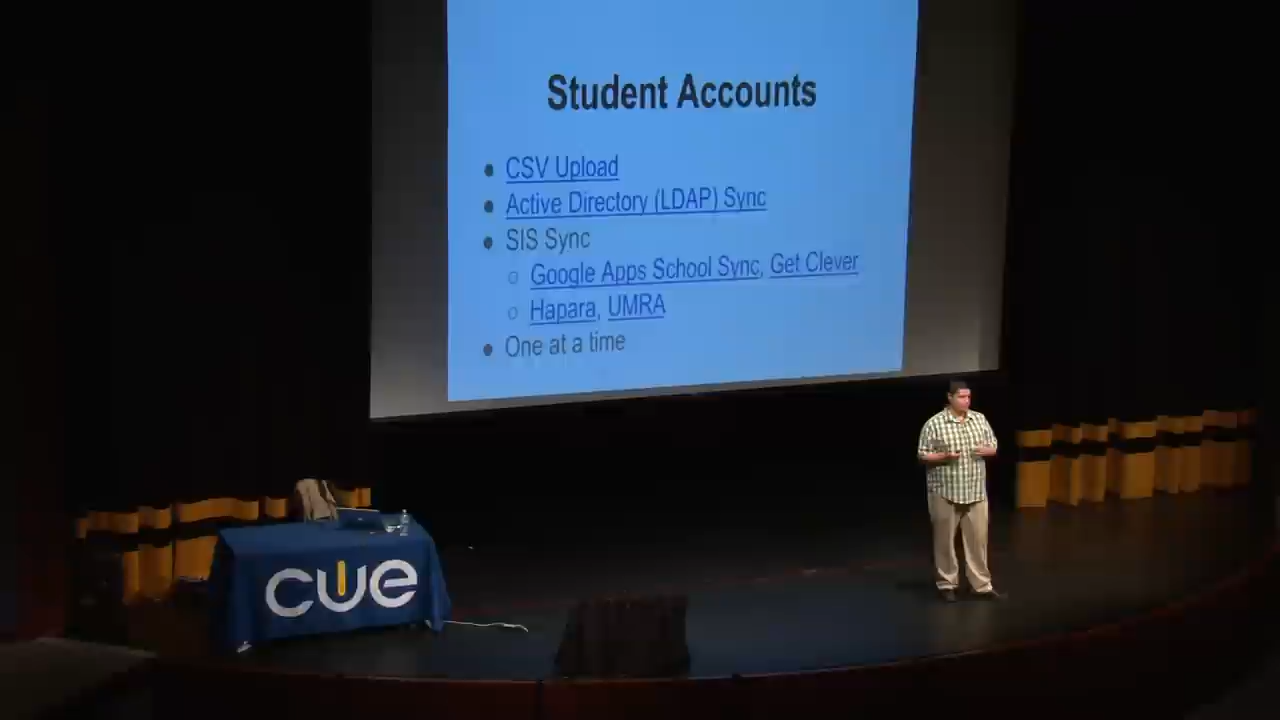 Student Accounts
CSV Upload
Active Directory (LDAP) Sync
SIS Sync
Google Apps School Sync, Get Clever
Hapara, UMRA
One at a time
cue